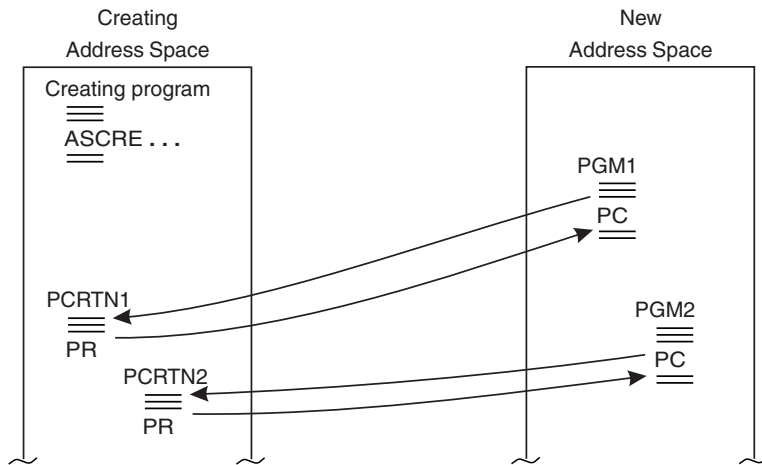 Creating
Address Space
New
Address Space
Creating program
ASCRE . . .
PGM1
PC
PCRTN1
PR
PGM2
PC
PCRTN2
PR